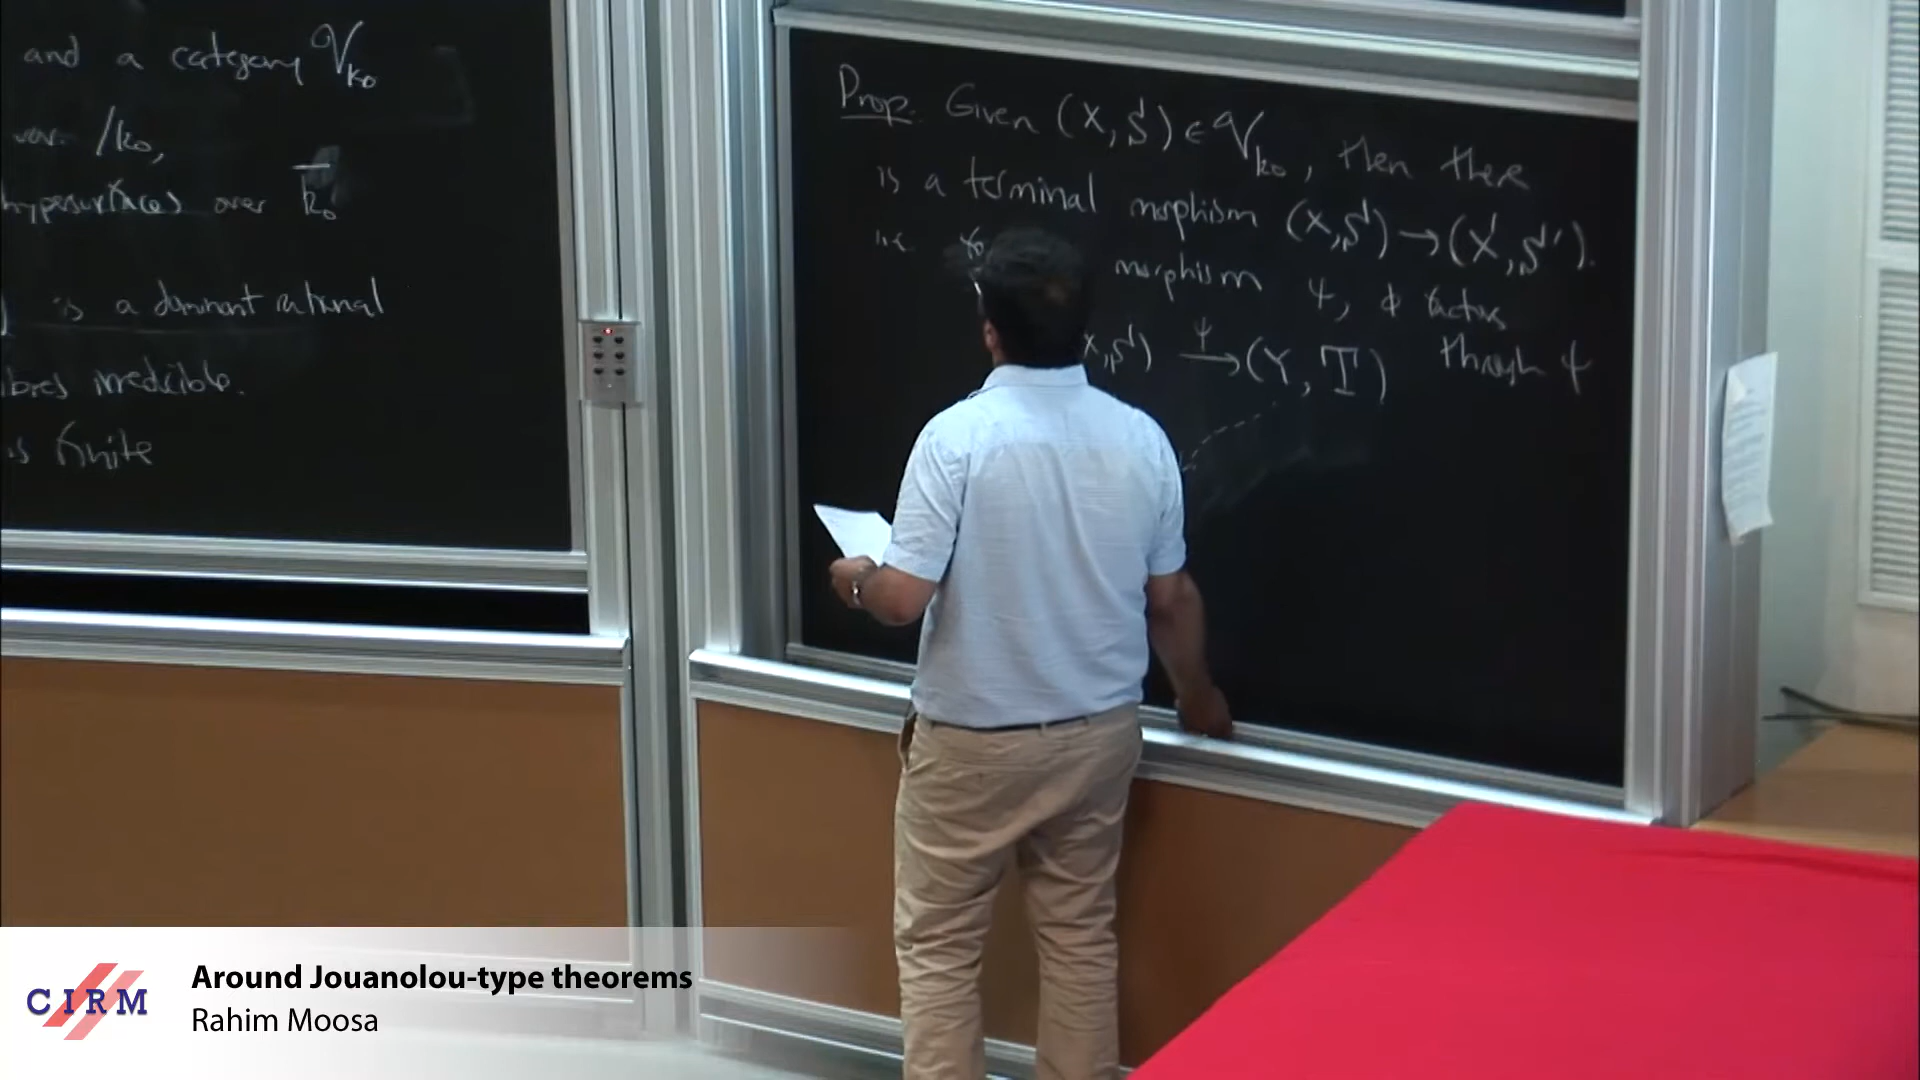 and a category 𝒱_k₀
var. /k₀,
hypersurfaces over k̄₀
is a dominant rational
fibres irreducible.
is finite
Prop. Given (X, S) ∈ 𝒱_k₀, then there
is a terminal morphism (X, S) → (X', S').
i.e. morphism ψ, ϕ factors
X, S) →^ψ (Y, T) through ψ
CIRM
Around Jouanolou-type theorems
Rahim Moosa